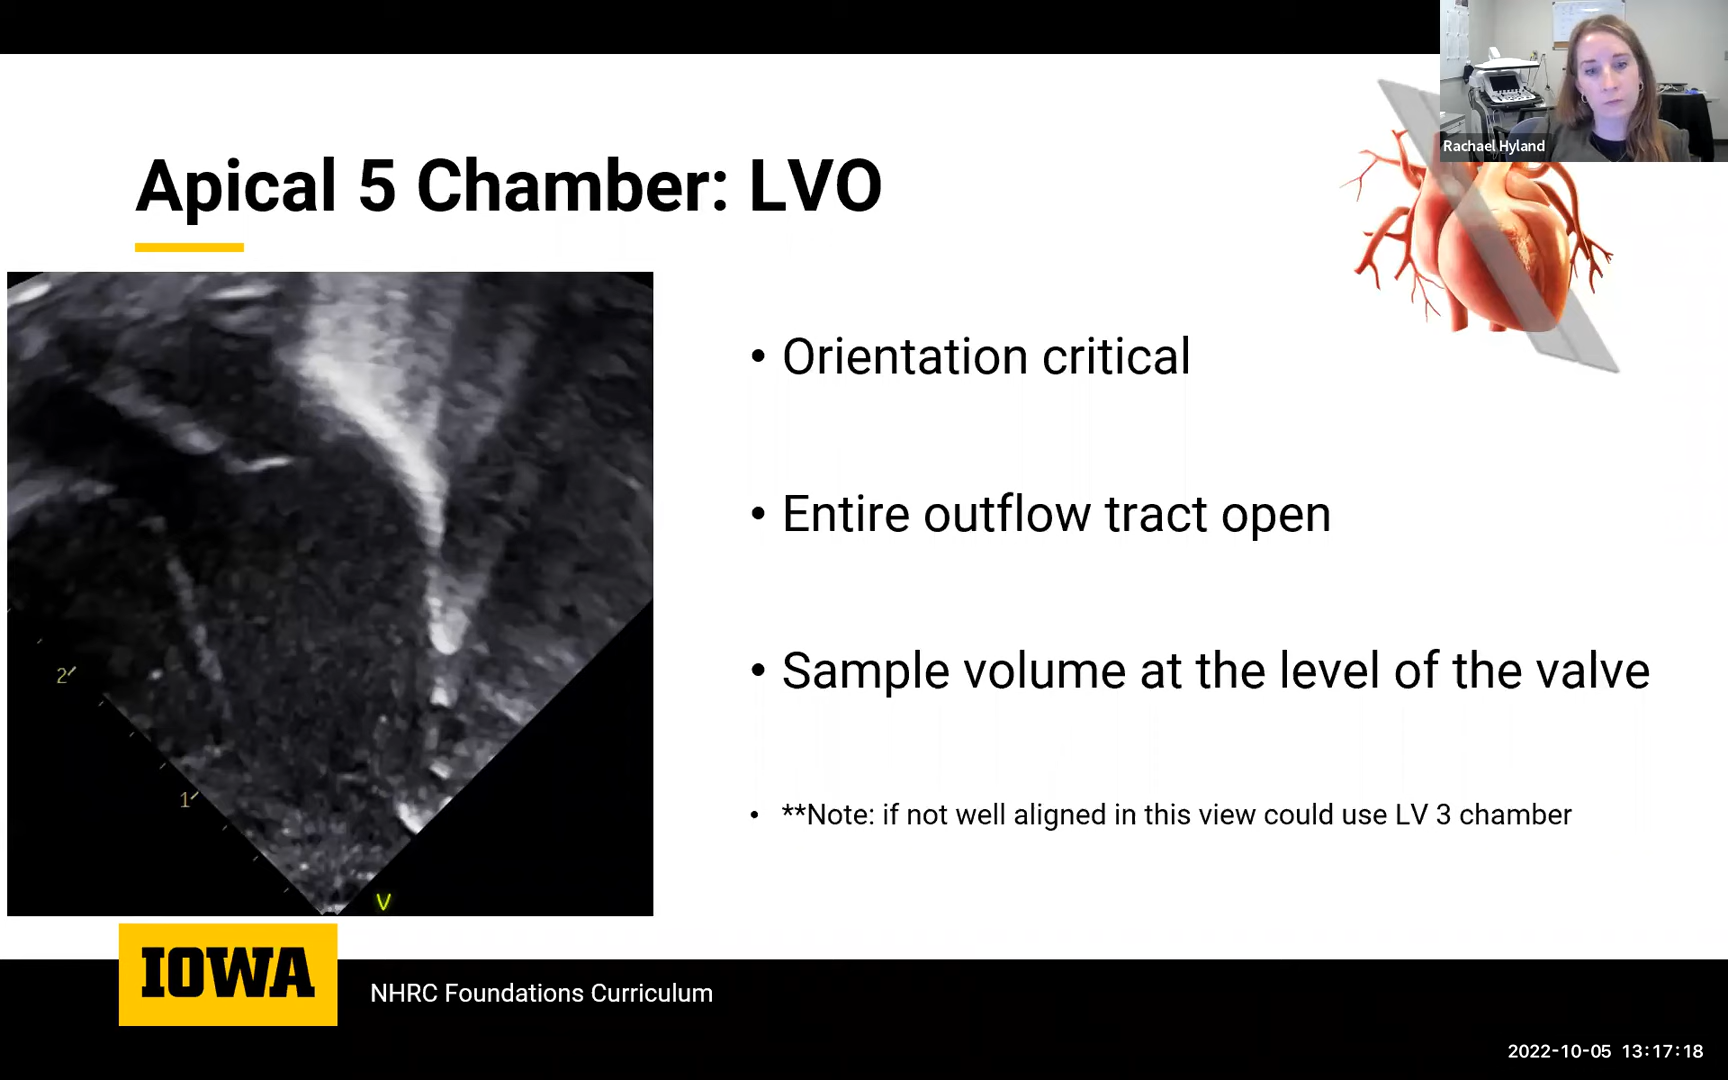 Rachael Hyland
Apical 5 Chamber: LVO
• Orientation critical
• Entire outflow tract open
• Sample volume at the level of the valve
• **Note: if not well aligned in this view could use LV 3 chamber
2
1
V
IOWA
NHRC Foundations Curriculum
2022-10-05 13:17:18